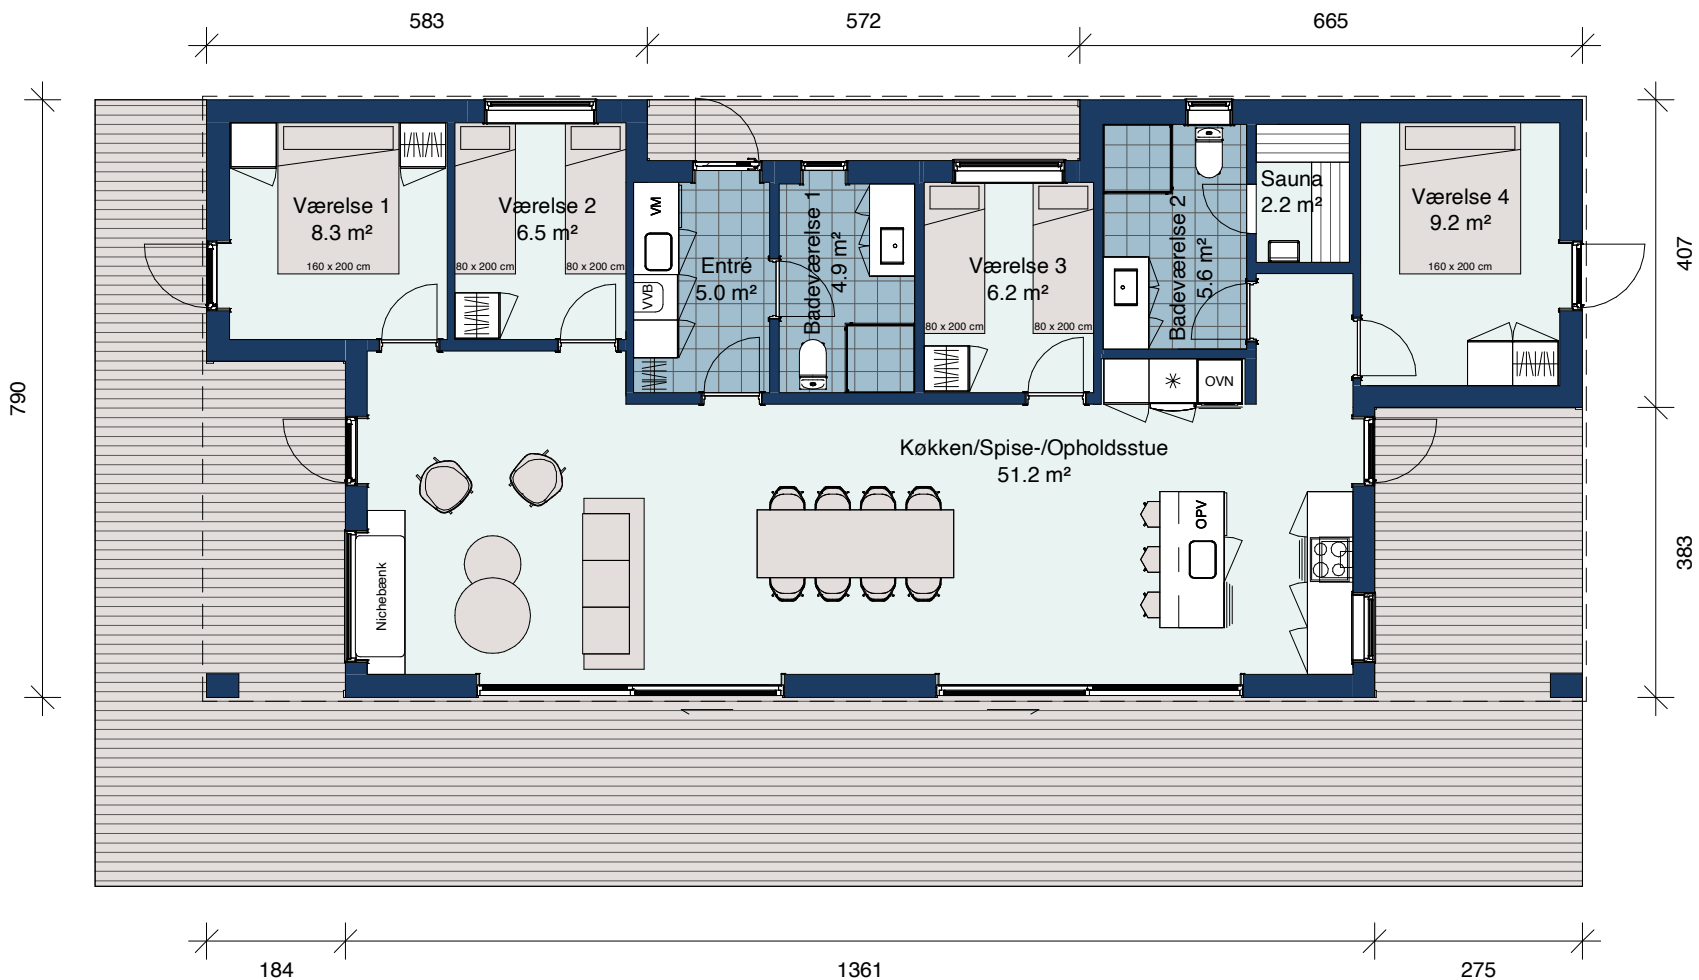 583
572
665
790
407
383
Værelse 1
8.3 m²
160 x 200 cm
Værelse 2
6.5 m²
80 x 200 cm
80 x 200 cm
VM
VVB
Entré
5.0 m²
Badeværelse 1
4.9 m²
Værelse 3
6.2 m²
80 x 200 cm
80 x 200 cm
Badeværelse 2
5.6 m²
Sauna
2.2 m²
Værelse 4
9.2 m²
160 x 200 cm
OVN
Køkken/Spise-/Opholdsstue
51.2 m²
OPV
Nichebænk
184
1361
275